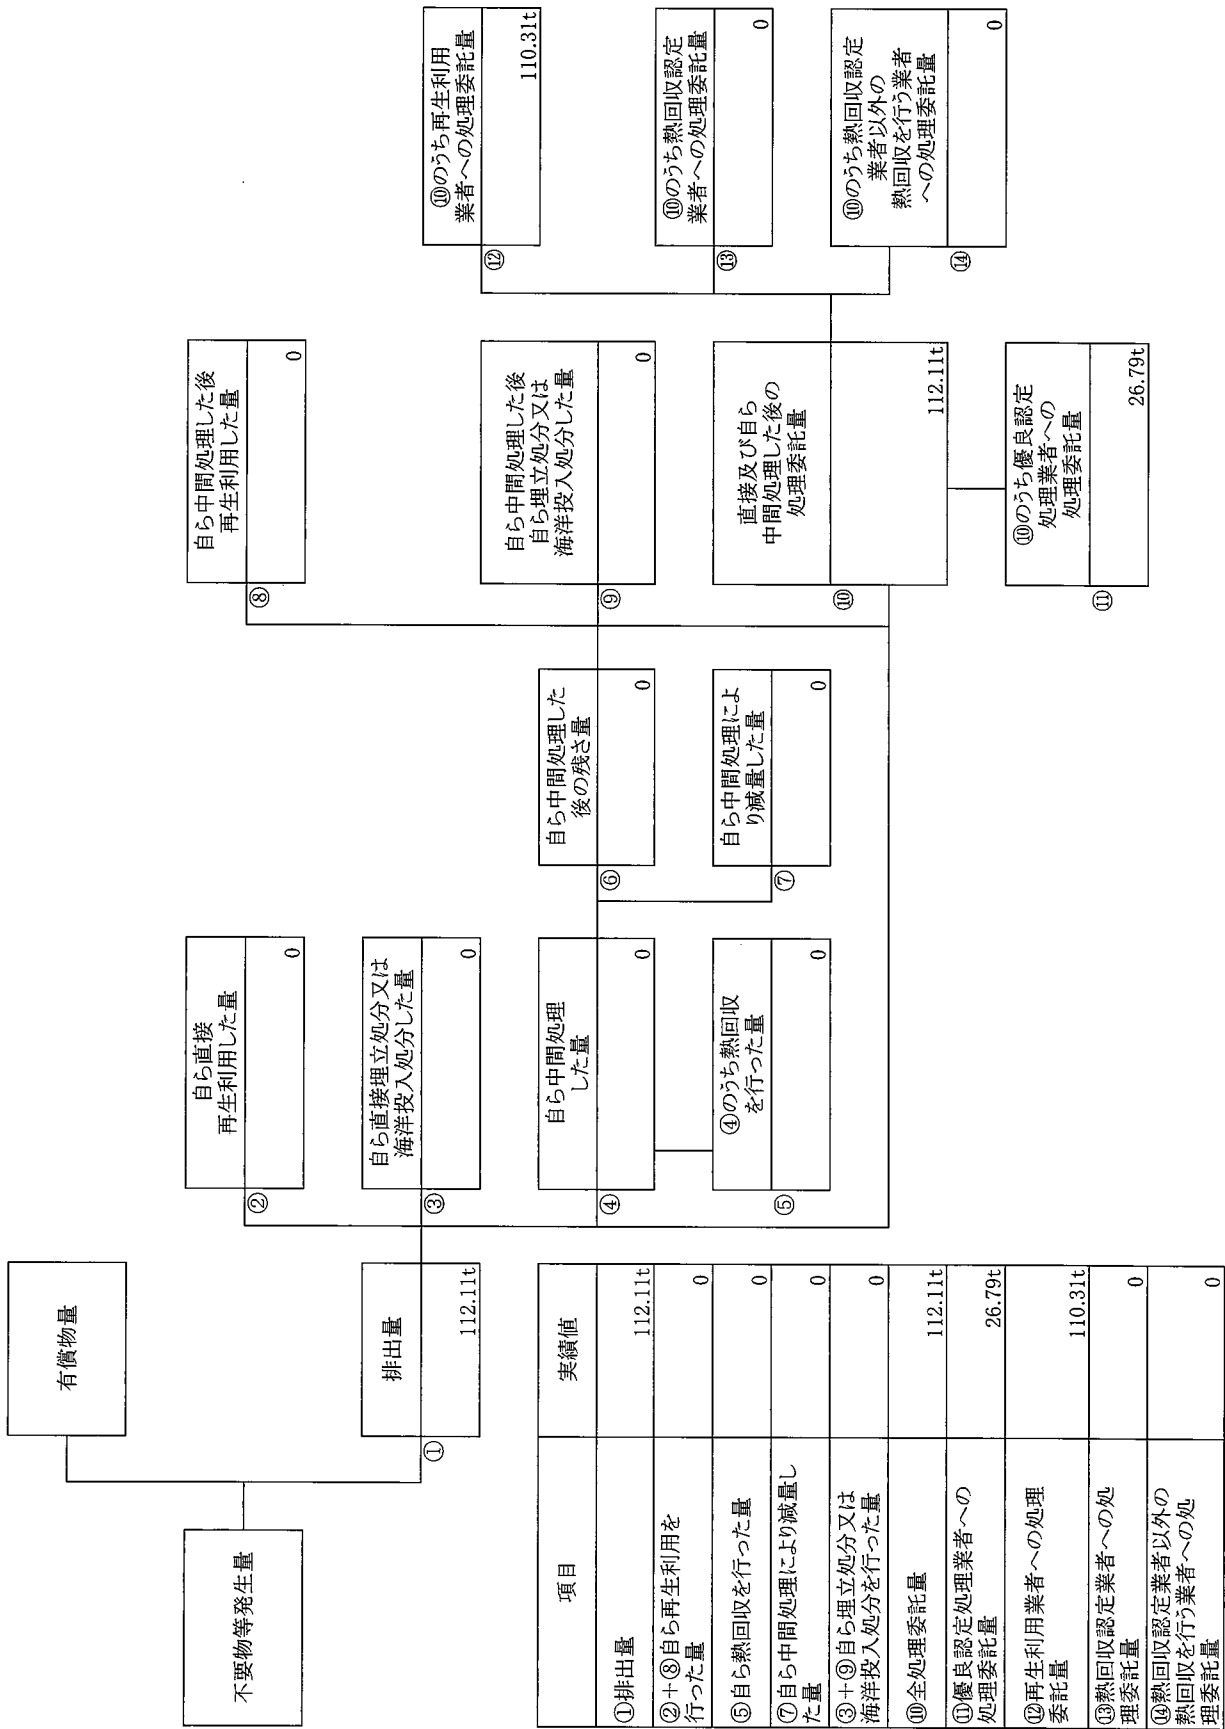 不要物等発生量
有償物量
①
排出量
112.11t
②
自ら直接
再生利用した量
0
③
自ら直接埋立処分又は
海洋投入処分した量
0
④
自ら中間処理
した量
0
⑤
④のうち熱回収
を行った量
0
⑥
自ら中間処理した
後の残さ量
0
⑦
自ら中間処理によ
り減量した量
0
⑧
自ら中間処理した後
再生利用した量
0
⑨
自ら中間処理した後
自ら埋立処分又は
海洋投入処分した量
0
⑩
直接及び自ら
中間処理した後の
処理委託量
112.11t
⑪
⑩のうち優良認定
処理業者への
処理委託量
26.79t
⑫
⑩のうち再生利用
業者への処理委託量
110.31t
⑬
⑩のうち熱回収認定
業者への処理委託量
0
⑭
⑩のうち熱回収認定
業者以外の
熱回収を行う業者
への処理委託量
0
項目 実績値
①排出量 112.11t
②+⑧自ら再生利用を
行った量 0
⑤自ら熱回収を行った量 0
⑦自ら中間処理により減量し
た量 0
③+⑨自ら埋立処分又は
海洋投入処分を行った量 0
⑩全処理委託量 112.11t
⑪優良認定処理業者への
処理委託量 26.79t
⑫再生利用業者への処理
委託量 110.31t
⑬熱回収認定業者への処
理委託量 0
⑭熱回収認定業者以外の
熱回収を行う業者への処
理委託量 0